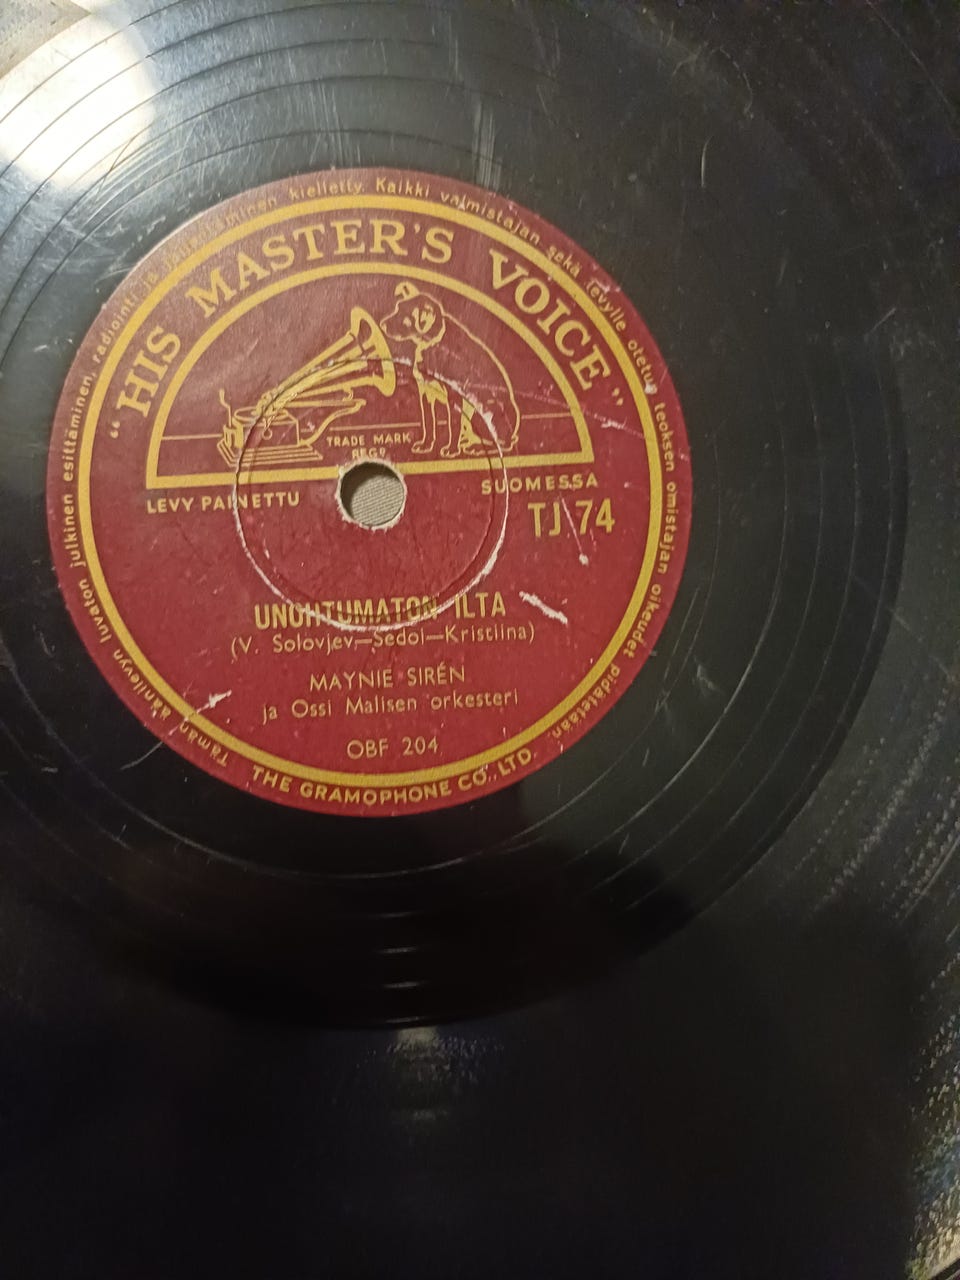 Tämän äänilevyn luvaton julkinen esittäminen, radiointi ja jäljentäminen kielletty. Kaikki valmistajan sekä levylle otetun teoksen omistajan oikeudet pidätetään.
"HIS MASTER'S VOICE"
TRADE MARK
REGD
LEVY PAINETTU SUOMESSA
TJ 74
UNOHTUMATON ILTA
(V. Solovjev—Sedoi—Kristiina)
MAYNIE SIRÉN
ja Ossi Malisen orkesteri
OBF 204
THE GRAMOPHONE CO., LTD.